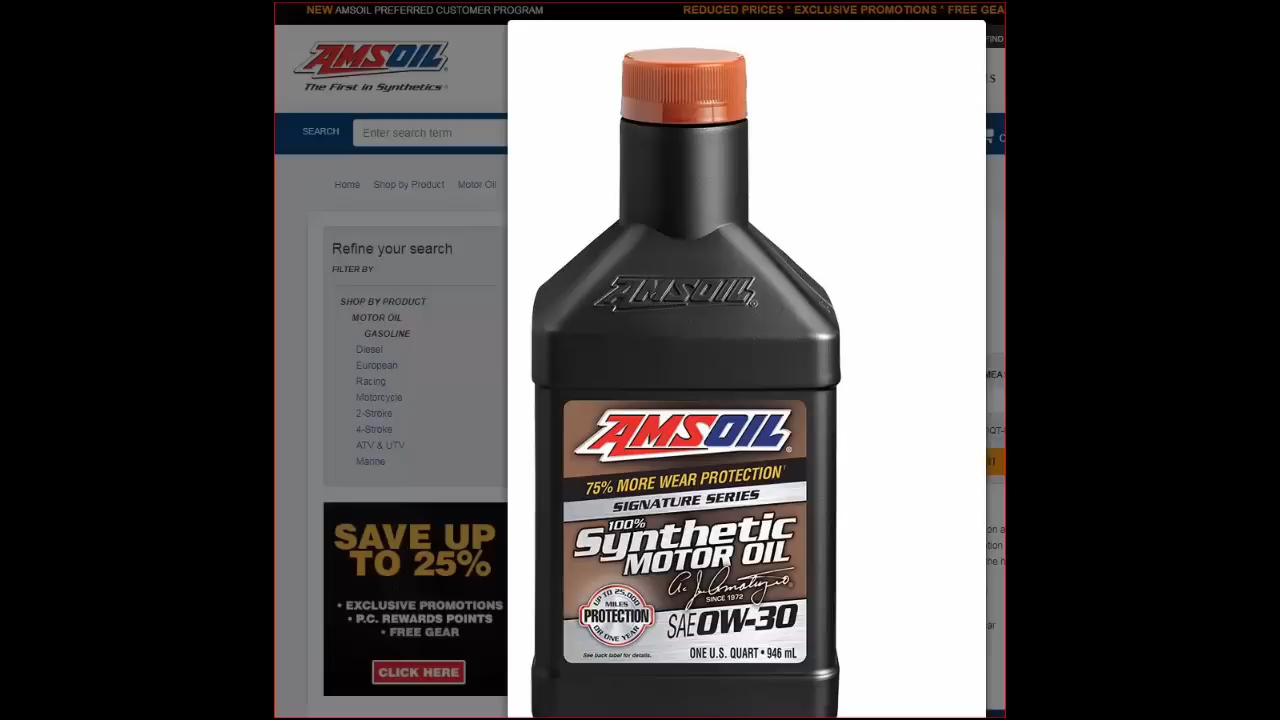 NEW AMSOIL PREFERRED CUSTOMER PROGRAM
REDUCED PRICES * EXCLUSIVE PROMOTIONS * FREE GEA
FIND
AMSOIL
The First in Synthetics®
SEARCH
Enter search term
Home Shop by Product Motor Oil
Refine your search
FILTER BY
SHOP BY PRODUCT
MOTOR OIL
GASOLINE
Diesel
European
Racing
Motorcycle
2-Stroke
4-Stroke
ATV & UTV
Marine
SAVE UP
TO 25%
• EXCLUSIVE PROMOTIONS
• P.C. REWARDS POINTS
• FREE GEAR
CLICK HERE
AMSOIL®
AMSOIL®
75% MORE WEAR PROTECTION†
SIGNATURE SERIES
100%
Synthetic
MOTOR OIL
SINCE 1972
UP TO 25,000
MILES
PROTECTION
OR ONE YEAR
SAE 0W-30
See back label for details.
ONE U.S. QUART • 946 mL